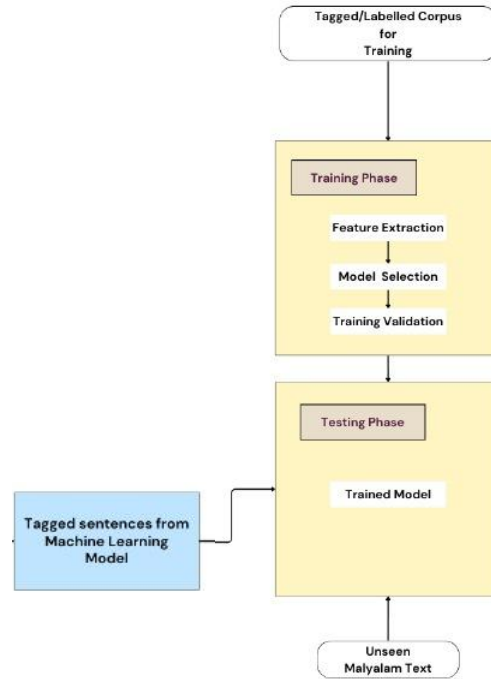 Tagged/Labelled Corpus
for
Training
Training Phase
Feature Extraction
Model Selection
Training Validation
Testing Phase
Trained Model
Tagged sentences from
Machine Learning
Model
Unseen
Malyalam Text